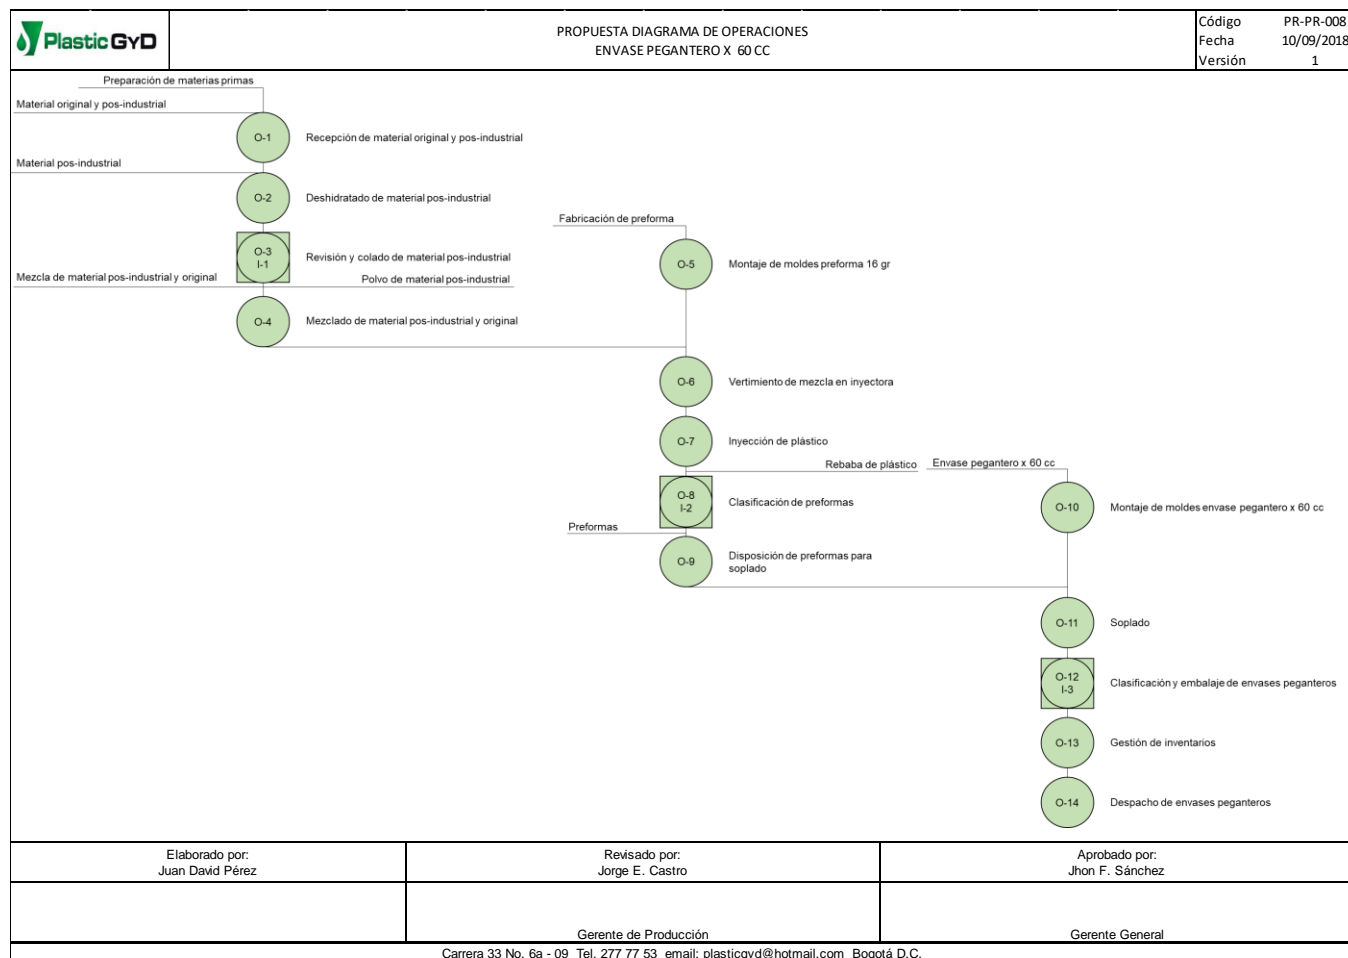 Plastic GYD
PROPUESTA DIAGRAMA DE OPERACIONES
ENVASE PEGANTERO X 60 CC
Código PR-PR-008
Fecha 10/09/2018
Versión 1
Preparación de materias primas
Material original y pos-industrial
O-1 Recepción de material original y pos-industrial
Material pos-industrial
O-2 Deshidratado de material pos-industrial
Fabricación de preforma
O-3
I-1
Revisión y colado de material pos-industrial
O-5 Montaje de moldes preforma 16 gr
Mezcla de material pos-industrial y original
Polvo de material pos-industrial
O-4 Mezclado de material pos-industrial y original
O-6 Vertimiento de mezcla en inyectora
O-7 Inyección de plástico
Rebaba de plástico
Envase pegantero x 60 cc
O-8
I-2
Clasificación de preformas
O-10 Montaje de moldes envase pegantero x 60 cc
Preformas
O-9 Disposición de preformas para
soplado
O-11 Soplado
O-12
I-3
Clasificación y embalaje de envases peganteros
O-13 Gestión de inventarios
O-14 Despacho de envases peganteros
Elaborado por:
Juan David Pérez
Revisado por:
Jorge E. Castro
Aprobado por:
Jhon F. Sánchez
Gerente de Producción
Gerente General
Carrera 33 No. 6a - 09 Tel. 277 77 53 email: plasticgyd@hotmail.com Bogotá D.C.